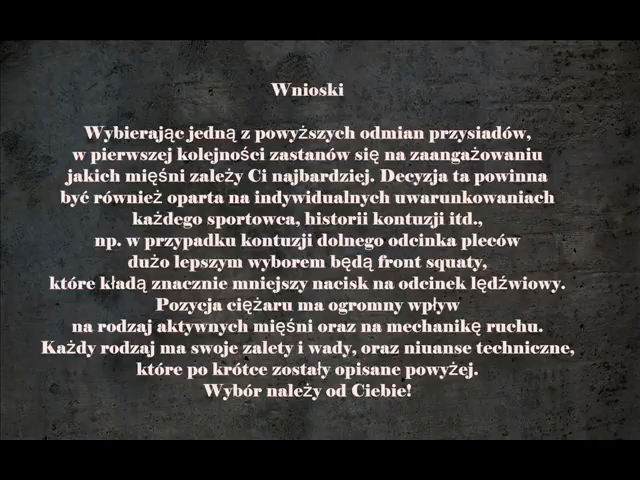 Wnioski
Wybierając jedną z powyższych odmian przysiadów,
w pierwszej kolejności zastanów się na zaangażowaniu
jakich mięśni zależy Ci najbardziej. Decyzja ta powinna
być również oparta na indywidualnych uwarunkowaniach
każdego sportowca, historii kontuzji itd.,
np. w przypadku kontuzji dolnego odcinka pleców
dużo lepszym wyborem będą front squaty,
które kładą znacznie mniejszy nacisk na odcinek lędźwiowy.
Pozycja ciężaru ma ogromny wpływ
na rodzaj aktywnych mięśni oraz na mechanikę ruchu.
Każdy rodzaj ma swoje zalety i wady, oraz niuanse techniczne,
które po krótce zostały opisane powyżej.
Wybór należy od Ciebie!